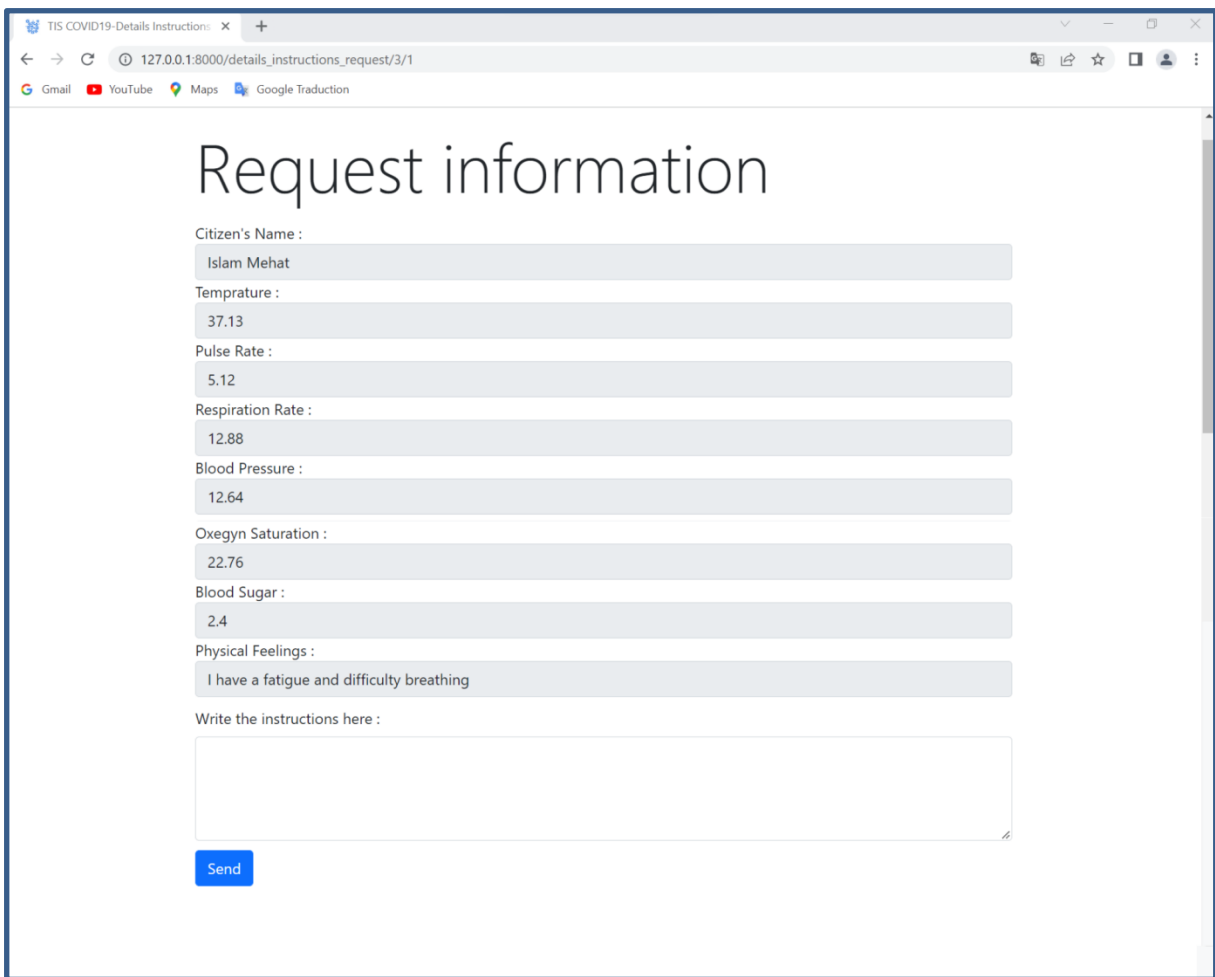 TIS COVID19-Details Instructions
127.0.0.1:8000/details_instructions_request/3/1
Gmail YouTube Maps Google Traduction
Request information
Citizen's Name :
Islam Mehat
Temprature :
37.13
Pulse Rate :
5.12
Respiration Rate :
12.88
Blood Pressure :
12.64
Oxegyn Saturation :
22.76
Blood Sugar :
2.4
Physical Feelings :
I have a fatigue and difficulty breathing
Write the instructions here :
Send